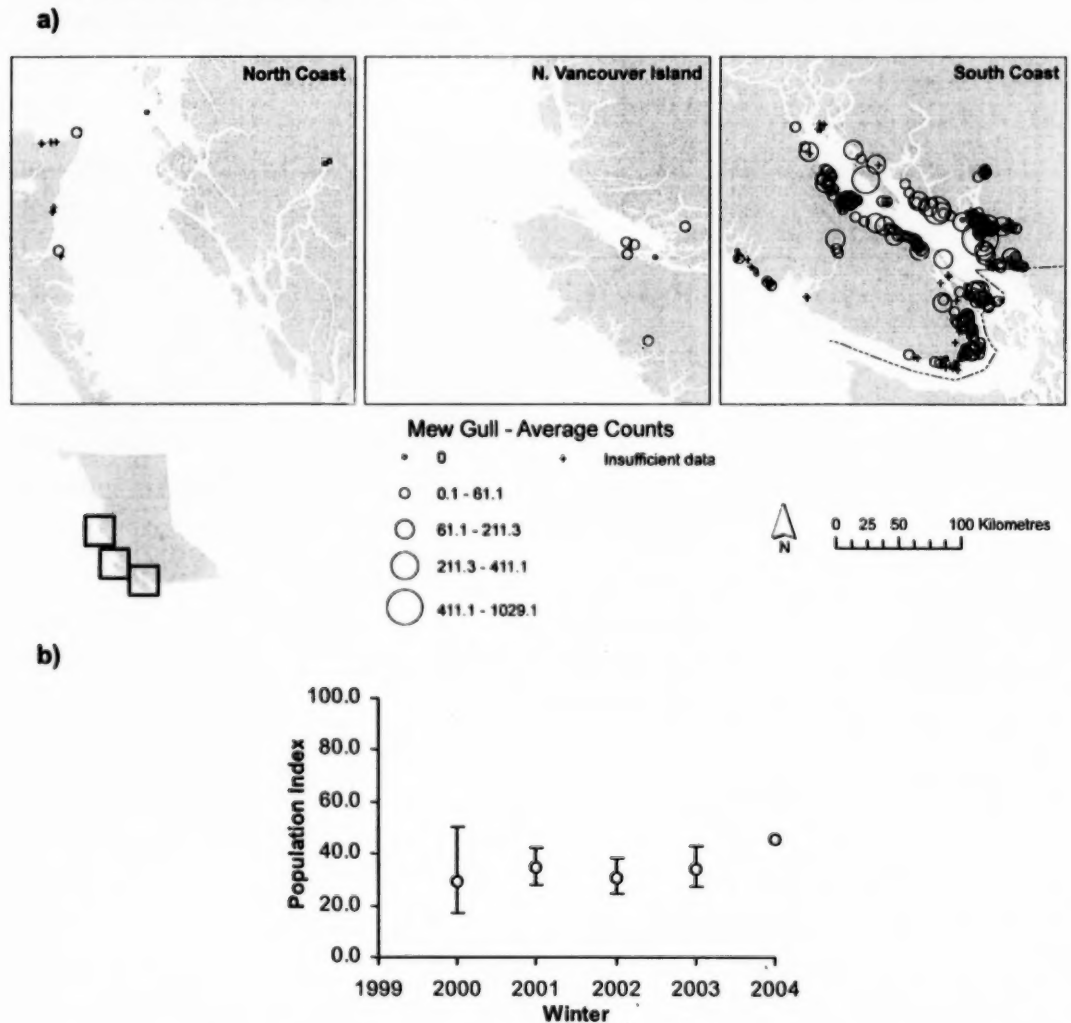 a)
North Coast
N. Vancouver Island
South Coast
Mew Gull - Average Counts
0
Insufficient data
0.1 - 61.1
61.1 - 211.3
211.3 - 411.1
411.1 - 1029.1
N
0 25 50 100 Kilometres
b)
Population Index
100.0
80.0
60.0
40.0
20.0
0.0
1999 2000 2001 2002 2003 2004
Winter